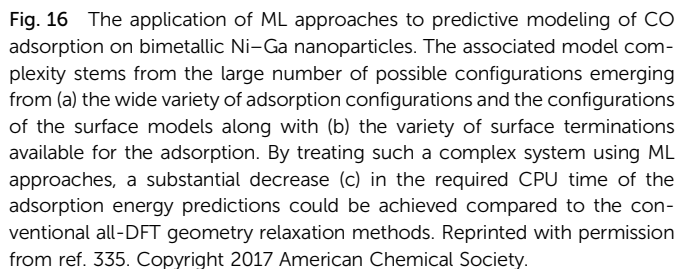 Fig. 16 The application of ML approaches to predictive modeling of CO
adsorption on bimetallic Ni–Ga nanoparticles. The associated model com-
plexity stems from the large number of possible configurations emerging
from (a) the wide variety of adsorption configurations and the configurations
of the surface models along with (b) the variety of surface terminations
available for the adsorption. By treating such a complex system using ML
approaches, a substantial decrease (c) in the required CPU time of the
adsorption energy predictions could be achieved compared to the con-
ventional all-DFT geometry relaxation methods. Reprinted with permission
from ref. 335. Copyright 2017 American Chemical Society.